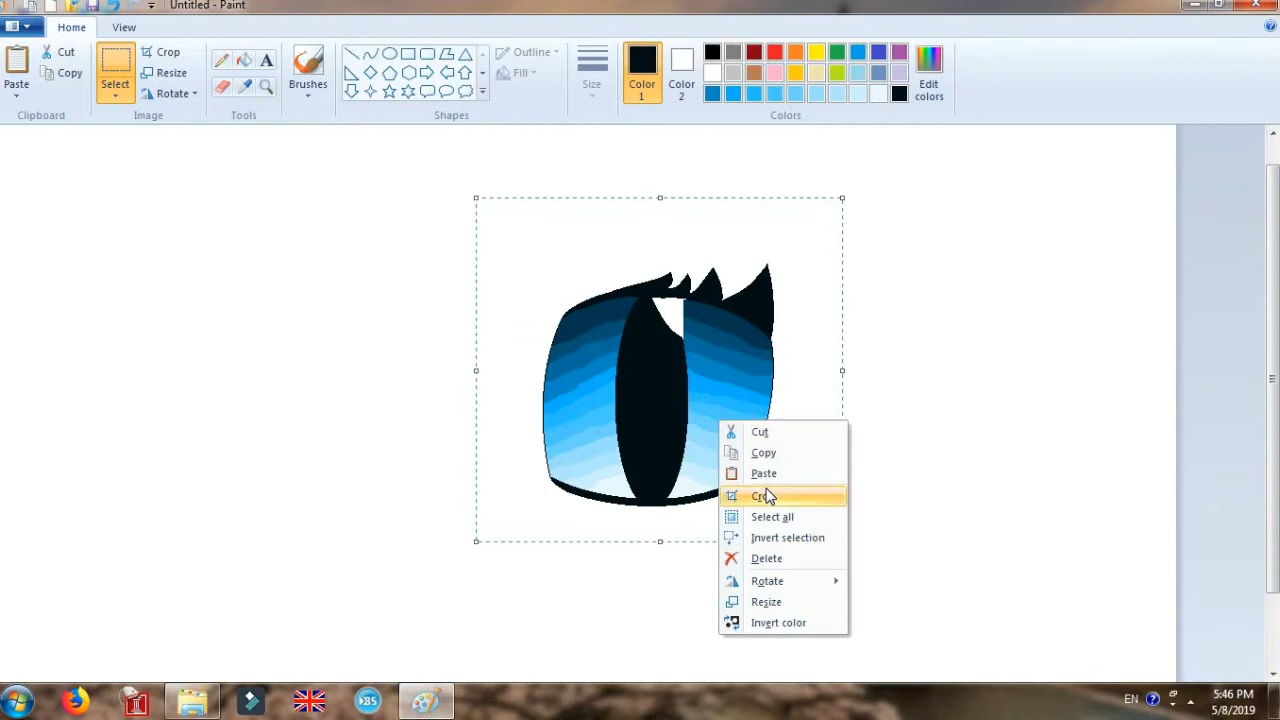 Untitled - Paint
Home View
Paste
Cut
Copy
Clipboard
Select
Crop
Resize
Rotate
Image
Tools
Brushes
Outline
Fill
Shapes
Size
Color 1
Color 2
Edit colors
Colors
Cut
Copy
Paste
Select all
Invert selection
Delete
Rotate
Resize
Invert color
BS
EN
5:46 PM
5/8/2019